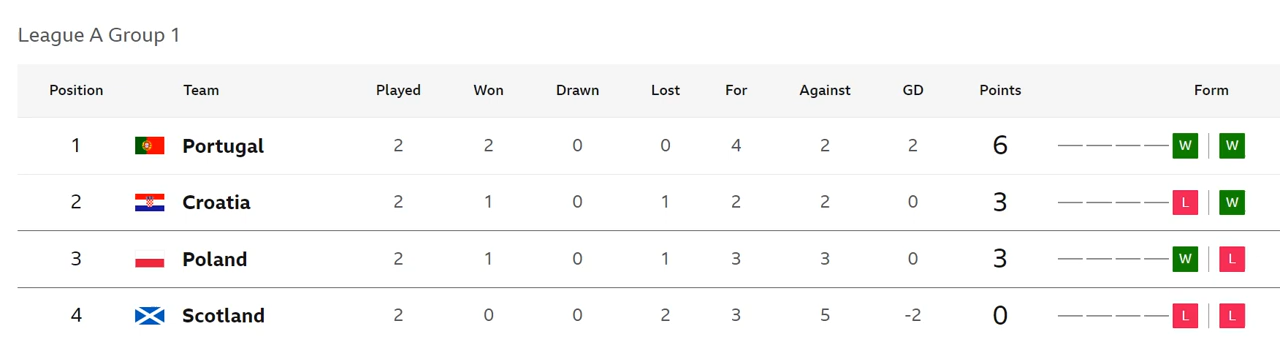 League A Group 1
Position Team Played Won Drawn Lost For Against GD Points Form
1 Portugal 2 2 0 0 4 2 2 6 W W
2 Croatia 2 1 0 1 2 2 0 3 L W
3 Poland 2 1 0 1 3 3 0 3 W L
4 Scotland 2 0 0 2 3 5 -2 0 L L